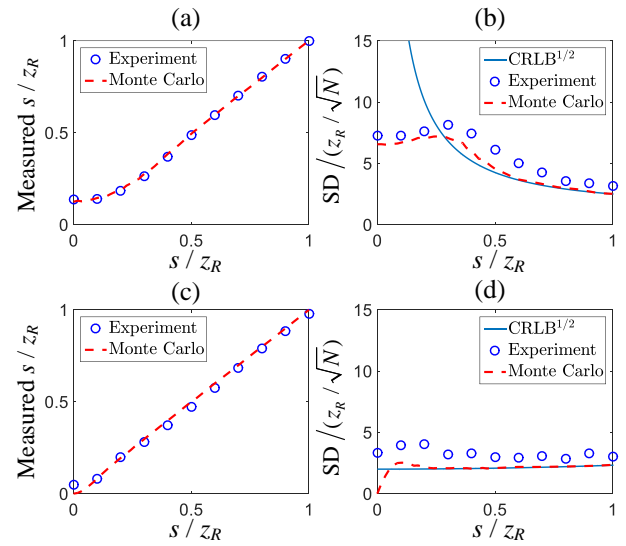 (a)
Measured s / z_R
1
0.5
0
Experiment
Monte Carlo
0
0.5
1
s / z_R
(b)
SD / (z_R / √N)
15
10
5
0
CRLB^{1/2}
Experiment
Monte Carlo
0
0.5
1
s / z_R
(c)
Measured s / z_R
1
0.5
0
Experiment
Monte Carlo
0
0.5
1
s / z_R
(d)
SD / (z_R / √N)
15
10
5
0
CRLB^{1/2}
Experiment
Monte Carlo
0
0.5
1
s / z_R